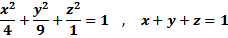 x²/4 + y²/9 + z²/1 = 1 , x + y + z = 1